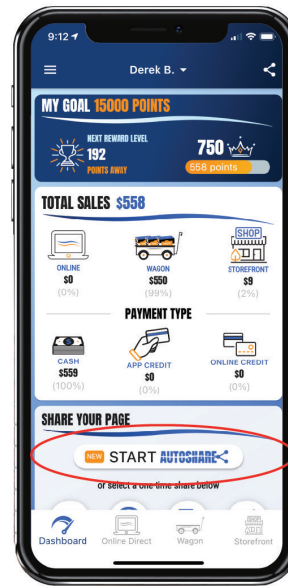 9:12
Derek B.
MY GOAL 15000 POINTS
NEXT REWARD LEVEL
192
POINTS AWAY
750
558 points
TOTAL SALES $558
SHOP
ONLINE
$0
(0%)
WAGON
$550
(99%)
STOREFRONT
$9
(2%)
PAYMENT TYPE
CASH
$559
(100%)
APP CREDIT
$0
(0%)
ONLINE CREDIT
$0
(0%)
SHARE YOUR PAGE
NEW START AUTOSHARE
or select a one-time share below
Dashboard
Online Direct
Wagon
Storefront